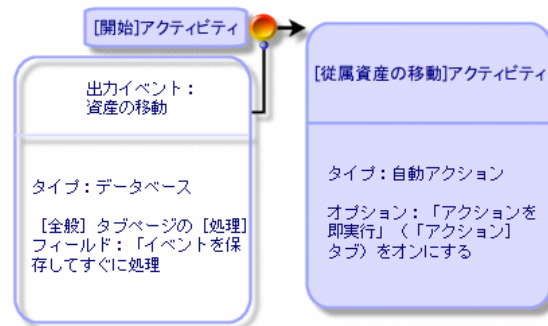 [開始]アクティビティ
出力イベント：
資産の移動
タイプ：データベース
［全般］タブページの［処理］
フィールド：「イベントを保
存してすぐに処理
[従属資産の移動]アクティビティ
タイプ：自動アクション
オプション：「アクションを
即実行」（「アクション］
タブ）をオンにする